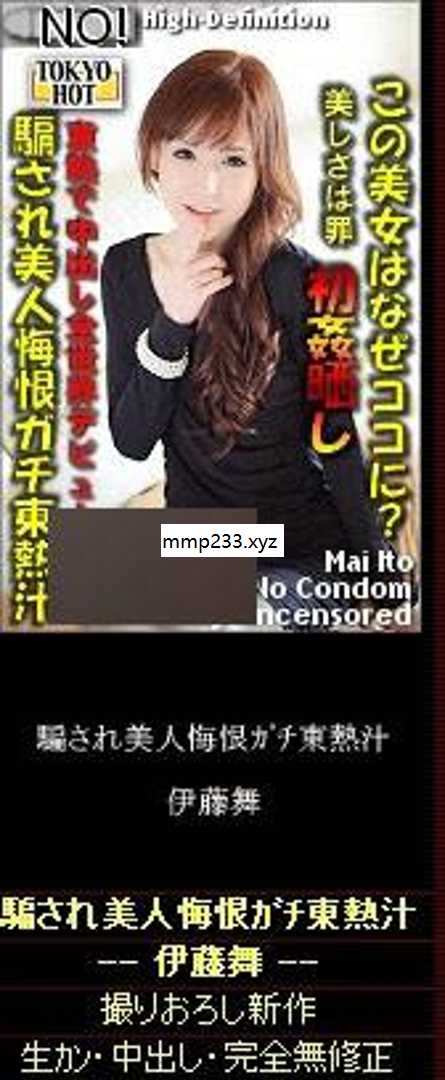 NO!
High-Definition
TOKYO
HOT
この美女はなぜココに?
美しさは罪
初姦晒し
騙され美人悔恨ガチ東熱汁
mmp233.xyz
Mai Ito
No Condom
ncensored
騙され美人悔恨ガチ東熱汁
伊藤舞
騙され美人悔恨ガチ東熱汁
-- 伊藤舞 --
撮りおろし新作
生カン・中出し・完全無修正